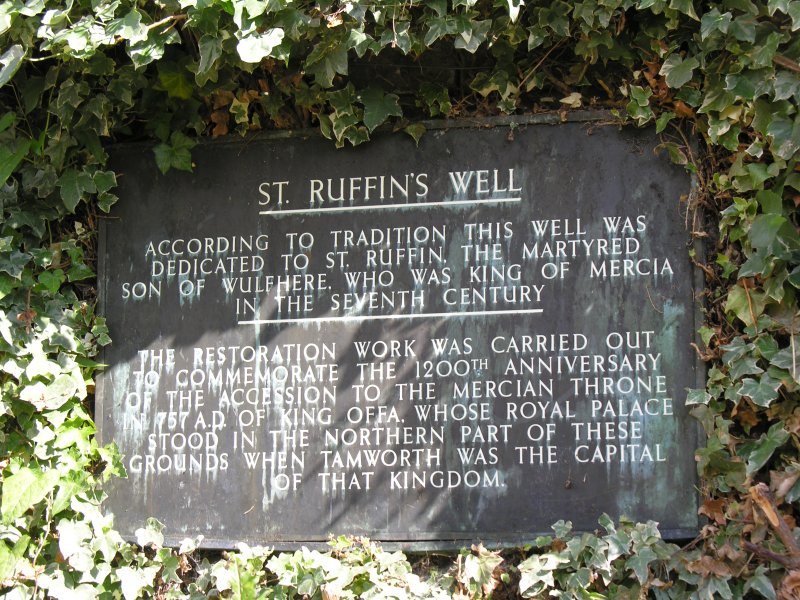 ST. RUFFIN'S WELL
ACCORDING TO TRADITION THIS WELL WAS
DEDICATED TO ST. RUFFIN, THE MARTYRED
SON OF WULFHERE, WHO WAS KING OF MERCIA
IN THE SEVENTH CENTURY
THE RESTORATION WORK WAS CARRIED OUT
TO COMMEMORATE THE 1200TH ANNIVERSARY
OF THE ACCESSION TO THE MERCIAN THRONE
IN 757 A.D. OF KING OFFA, WHOSE ROYAL PALACE
STOOD IN THE NORTHERN PART OF THESE
GROUNDS WHEN TAMWORTH WAS THE CAPITAL
OF THAT KINGDOM.